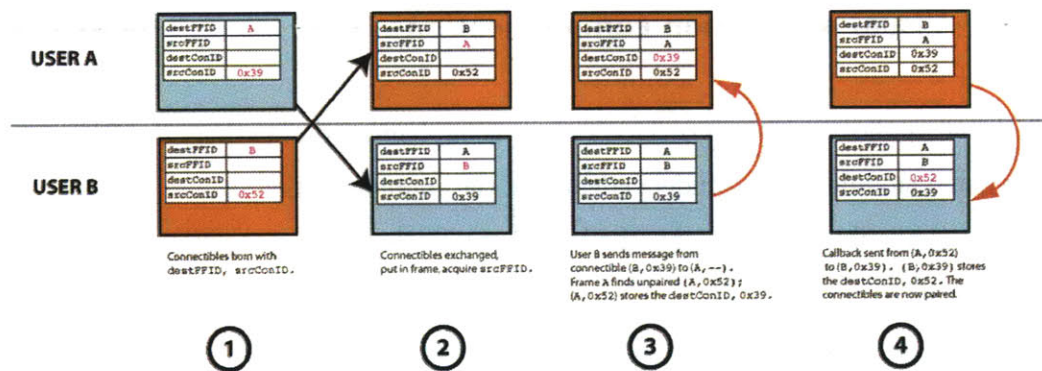 USER A
destFFID A
srcFFID
destConID
srcConID 0x39
destFFID B
srcFFID A
destConID
srcConID 0x52
destFFID B
srcFFID A
destConID 0x39
srcConID 0x52
destFFID B
srcFFID A
destConID 0x39
srcConID 0x52
USER B
destFFID B
srcFFID
destConID
srcConID 0x52
destFFID A
srcFFID B
destConID
srcConID 0x39
destFFID A
srcFFID B
destConID
srcConID 0x39
destFFID A
srcFFID B
destConID 0x52
srcConID 0x39
Connectibles born with
destFFID, srcConID.
Connectibles exchanged,
put in frame, acquire srcFFID.
User B sends message from
connectible (B,0x39) to (A,--).
Frame A finds unpaired (A,0x52);
(A,0x52) stores the destConID, 0x39.
Callback sent from (A,0x52)
to (B,0x39). (B,0x39) stores
the destConID, 0x52. The
connectibles are now paired.
1
2
3
4